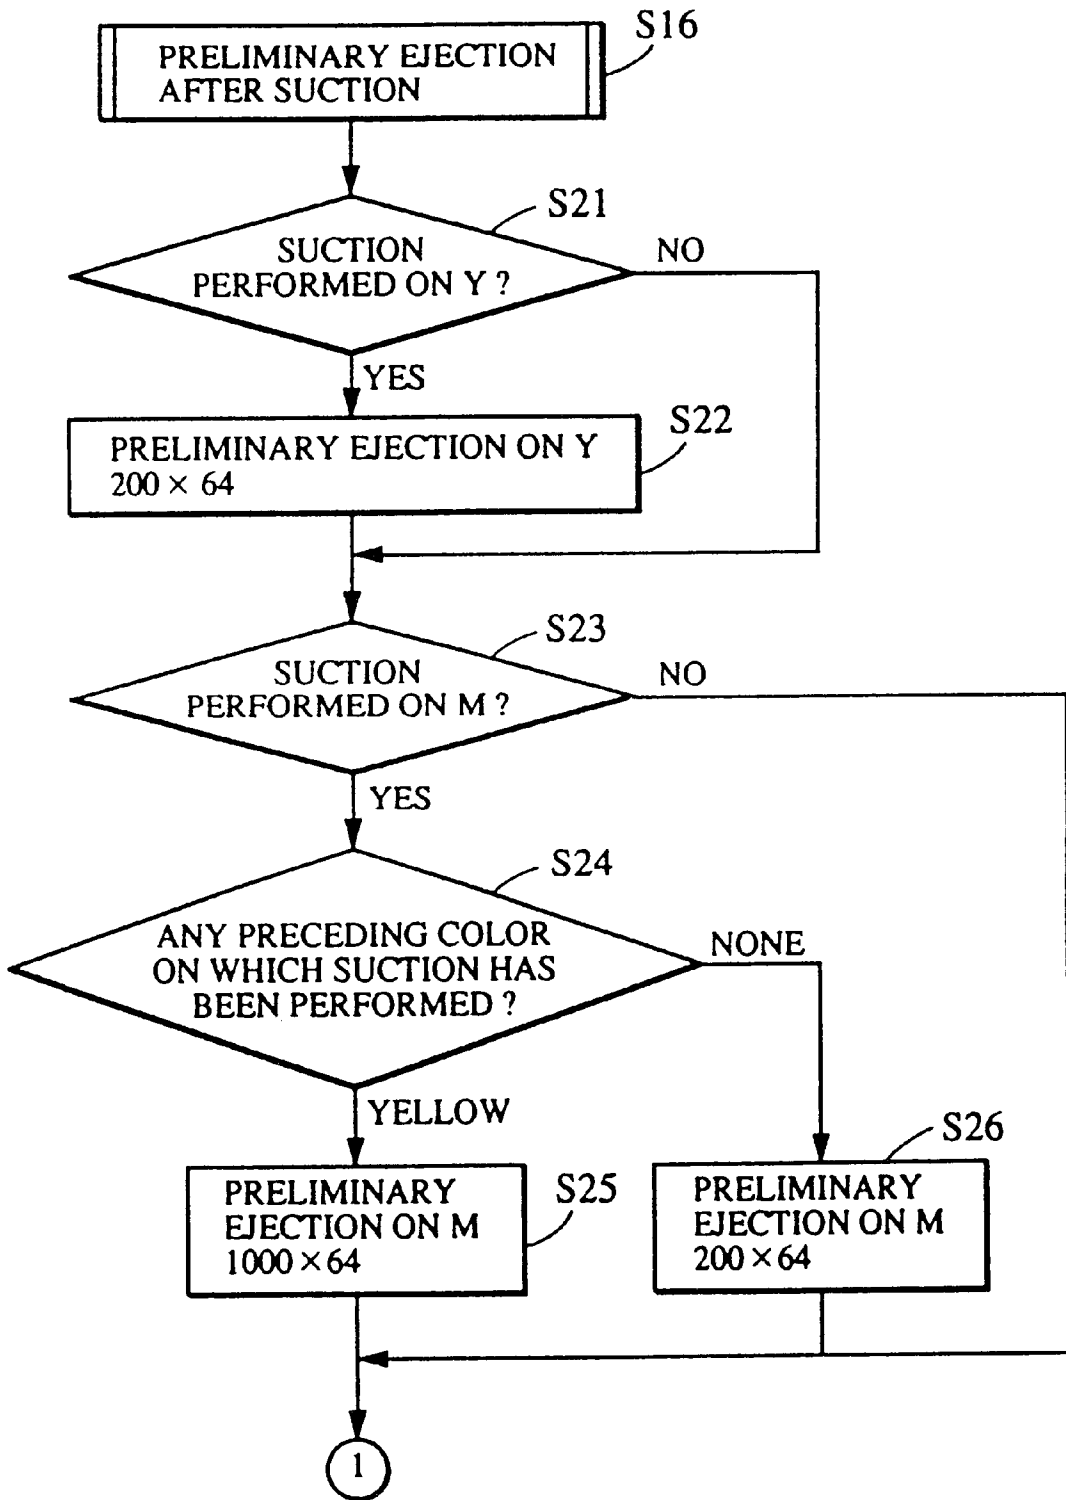 S16
PRELIMINARY EJECTION
AFTER SUCTION
S21
SUCTION
PERFORMED ON Y ?
NO
YES
S22
PRELIMINARY EJECTION ON Y
200 × 64
S23
SUCTION
PERFORMED ON M ?
NO
YES
S24
ANY PRECEDING COLOR
ON WHICH SUCTION HAS
BEEN PERFORMED ?
NONE
YELLOW
S25
PRELIMINARY
EJECTION ON M
1000 × 64
S26
PRELIMINARY
EJECTION ON M
200 × 64
1